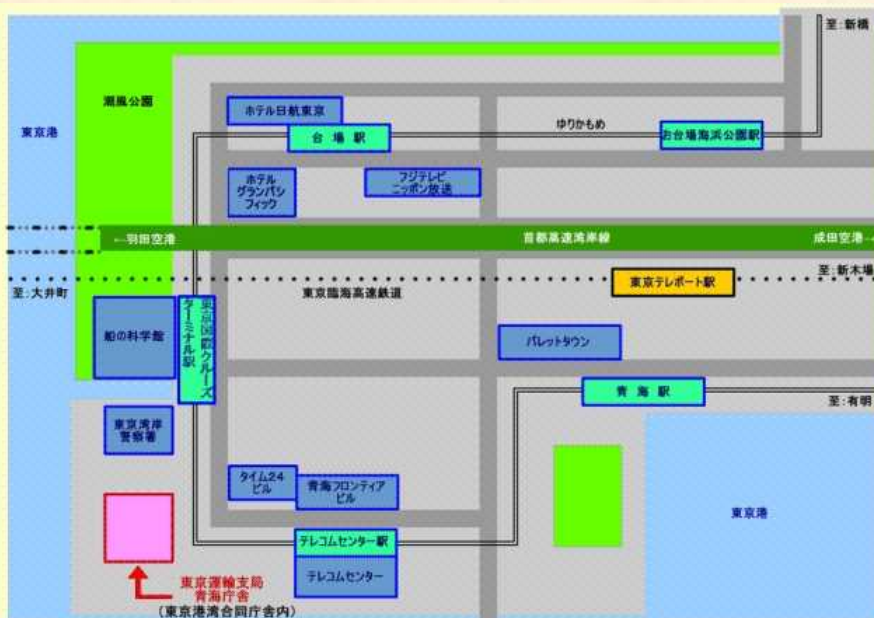 至:新橋
潮風公園
東京港
ホテル日航東京
台場駅
ゆりかもめ
お台場海浜公園駅
ホテル
グランパシ
フィック
フジテレビ
ニッポン放送
←羽田空港
首都高速湾岸線
成田空港→
至:大井町
東京臨海高速鉄道
東京テレポート駅
至:新木場
船の科学館
東京国際クルーズ
ターミナル駅
パレットタウン
青海駅
至:有明
東京湾岸
警察署
タイム24
ビル
青海フロンティア
ビル
テレコムセンター駅
テレコムセンター
東京港
東京運輸支局
青海庁舎
(東京港湾合同庁舎内)